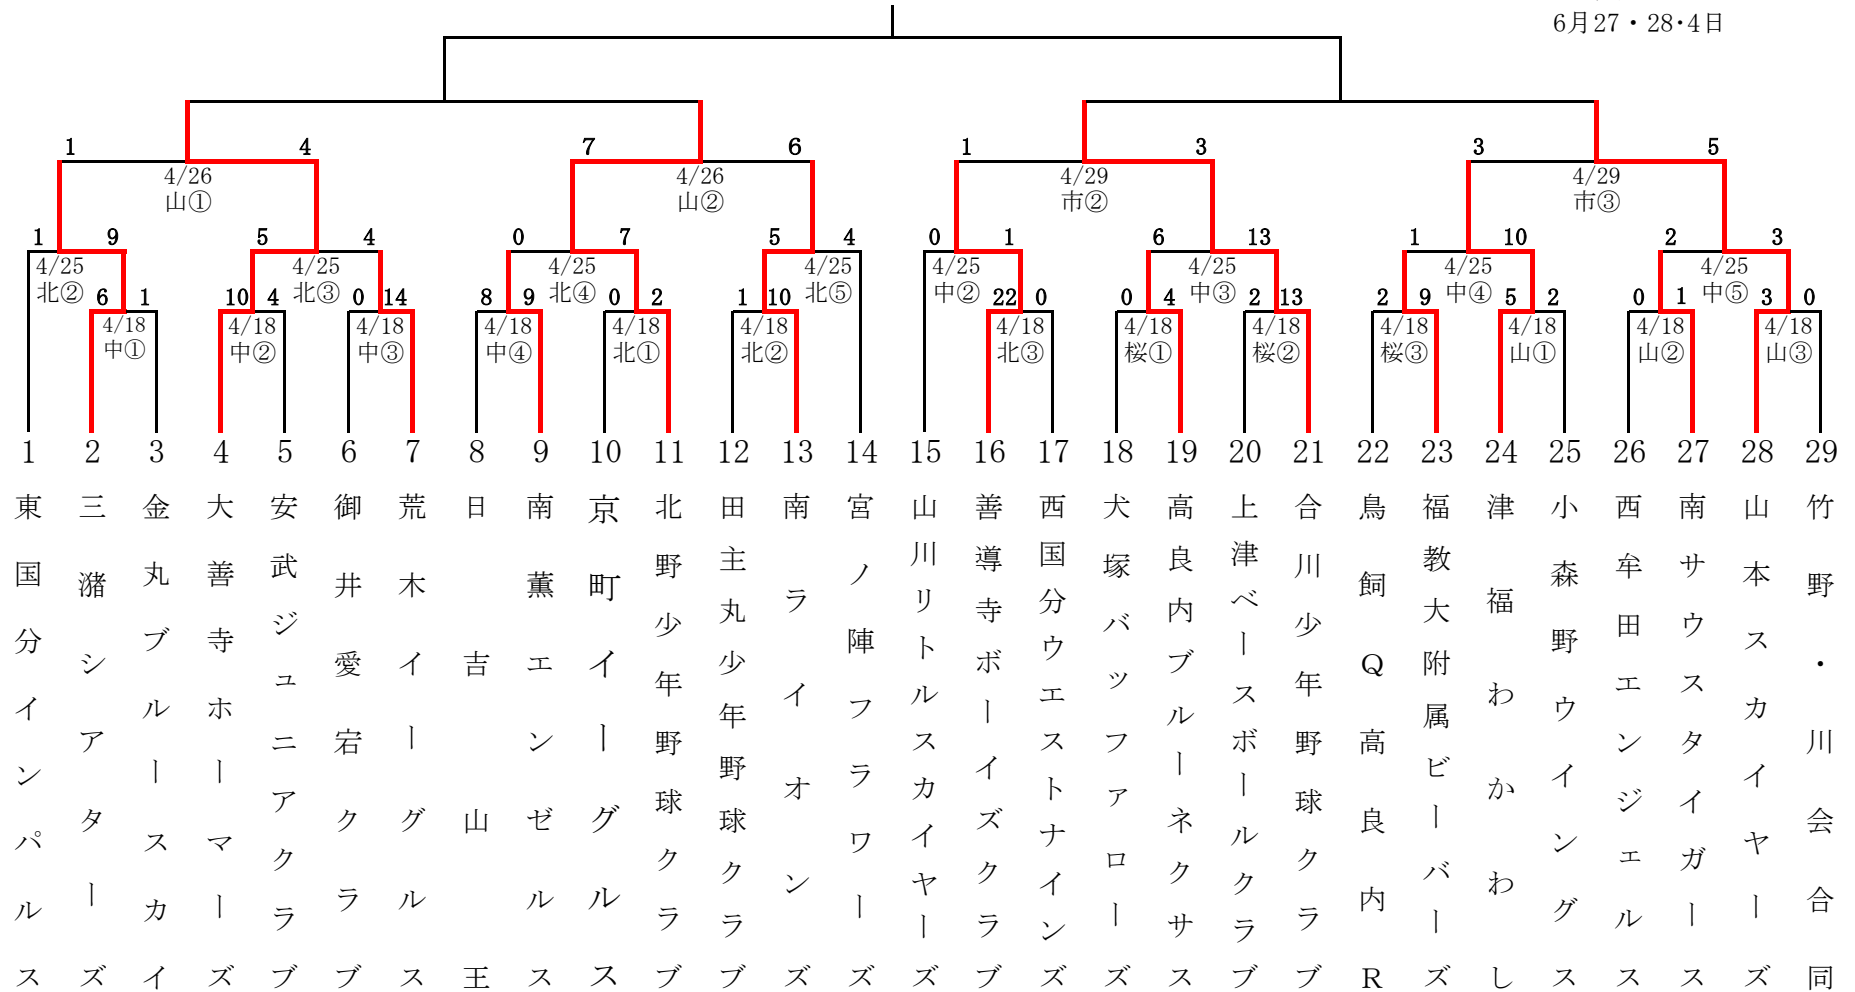 6月27・28･4日
1 4 7 6 1 3 3 5
4/26 4/26 4/29 4/29
山① 山② 市② 市③
1 9 5 4 0 7 5 4 0 1 6 13 1 10 2 3
4/25 4/25 4/25 4/25 4/25 4/25 4/25 4/25
北② 北③ 北④ 北⑤ 中② 中③ 中④ 中⑤
6 1 10 4 0 14 8 9 0 2 1 10 22 0 0 4 2 13 2 9 5 2 0 1 3 0
4/18 4/18 4/18 4/18 4/18 4/18 4/18 4/18 4/18 4/18 4/18 4/18 4/18
中① 中② 中③ 中④ 北① 北② 北③ 桜① 桜② 桜③ 山① 山② 山③
1 2 3 4 5 6 7 8 9 10 11 12 13 14 15 16 17 18 19 20 21 22 23 24 25 26 27 28 29
東国分インパルス
三瀦シアターズ
金丸ブルースカイ
大善寺ホーマーズ
安武ジュニアクラブ
御井愛宕クラブ
荒木イーグルス
日吉山王
南薫エンゼルス
京町イーグルス
北野少年野球クラブ
田主丸少年野球クラブ
南ライオンズ
宮ノ陣フラワーズ
山川リトルスカイヤーズ
善導寺ボーイズクラブ
西国分ウエストナインズ
犬塚バッファローズ
高良内ブルーネクサス
上津ベースボールクラブ
合川少年野球クラブ
鳥飼Q高良内R
福教大附属ビーバーズ
津福わかわし
小森野ウイングス
西牟田エンジェルス
南サウスタイガース
山本スカイヤーズ
竹野・川会合同